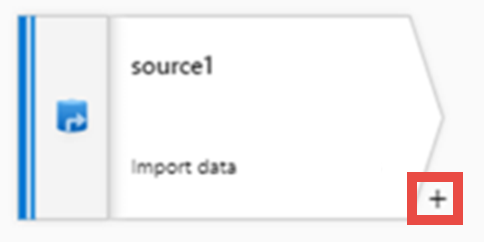 source1
Import data
+